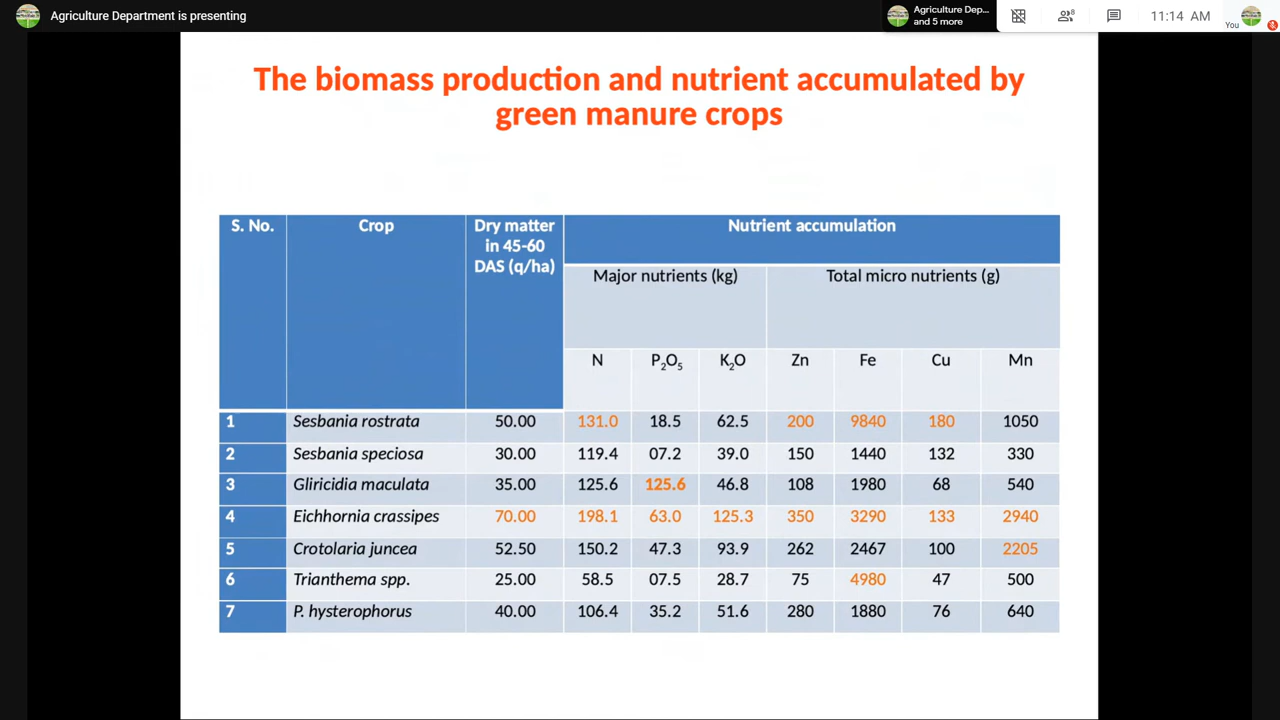 Agriculture Department is presenting
Agriculture Dep...
and 5 more
8
11:14 AM
You
The biomass production and nutrient accumulated by
green manure crops
S. No. Crop Dry matter in 45-60 DAS (q/ha) Nutrient accumulation
Major nutrients (kg) Total micro nutrients (g)
N P₂O₅ K₂O Zn Fe Cu Mn
1 Sesbania rostrata 50.00 131.0 18.5 62.5 200 9840 180 1050
2 Sesbania speciosa 30.00 119.4 07.2 39.0 150 1440 132 330
3 Gliricidia maculata 35.00 125.6 125.6 46.8 108 1980 68 540
4 Eichhornia crassipes 70.00 198.1 63.0 125.3 350 3290 133 2940
5 Crotolaria juncea 52.50 150.2 47.3 93.9 262 2467 100 2205
6 Trianthema spp. 25.00 58.5 07.5 28.7 75 4980 47 500
7 P. hysterophorus 40.00 106.4 35.2 51.6 280 1880 76 640